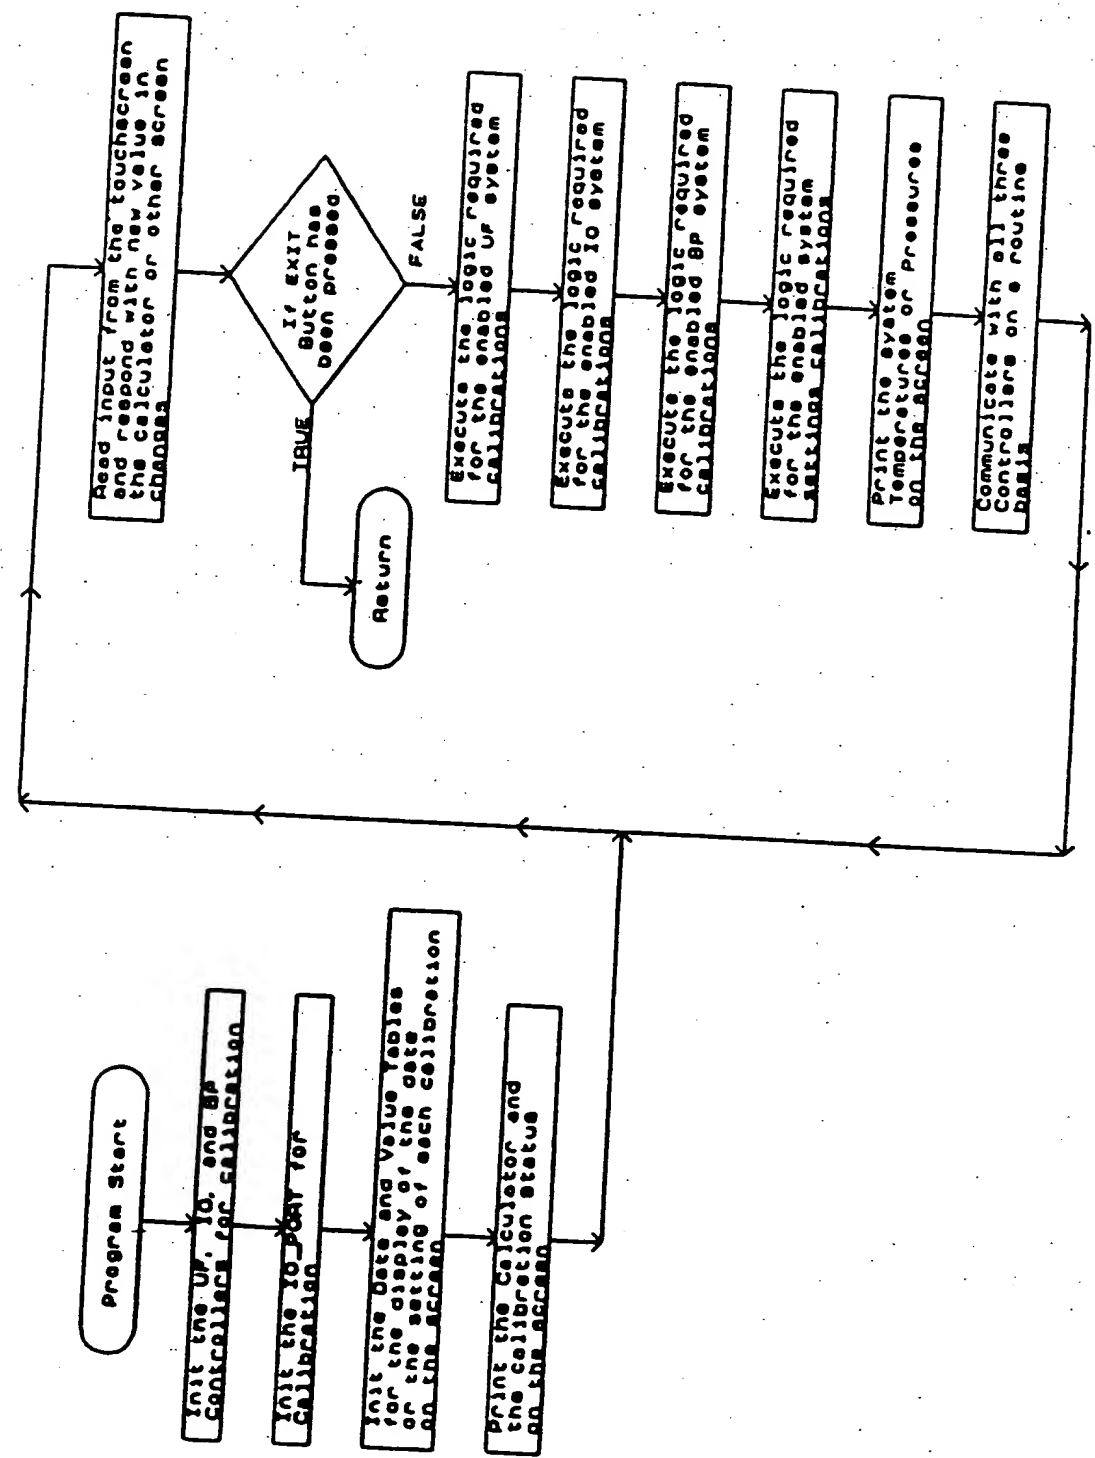 Program Start
Init the UF, IO, and BP
controllers for calibration
Init the IO_PORT for
Calibration
Init the Date and Value Tables
for the display of the date
or the setting of each calibration
on the screen
Print the Calculator and
the calibration status
on the screen
Read input from the touchscreen
and respond with new value in
the calculator or other screen
changes
If EXIT
Button has
been pressed
TRUE
Return
FALSE
Execute the logic required
for the enabled UF system
calibrations
Execute the logic required
for the enabled IO system
calibrations
Execute the logic required
for the enabled BP system
calibrations
Execute the logic required
for the enabled system
settings calibrations
Print the system
Temperatures or Pressures
on the screen
Communicate with all three
Controllers on a routine
basis